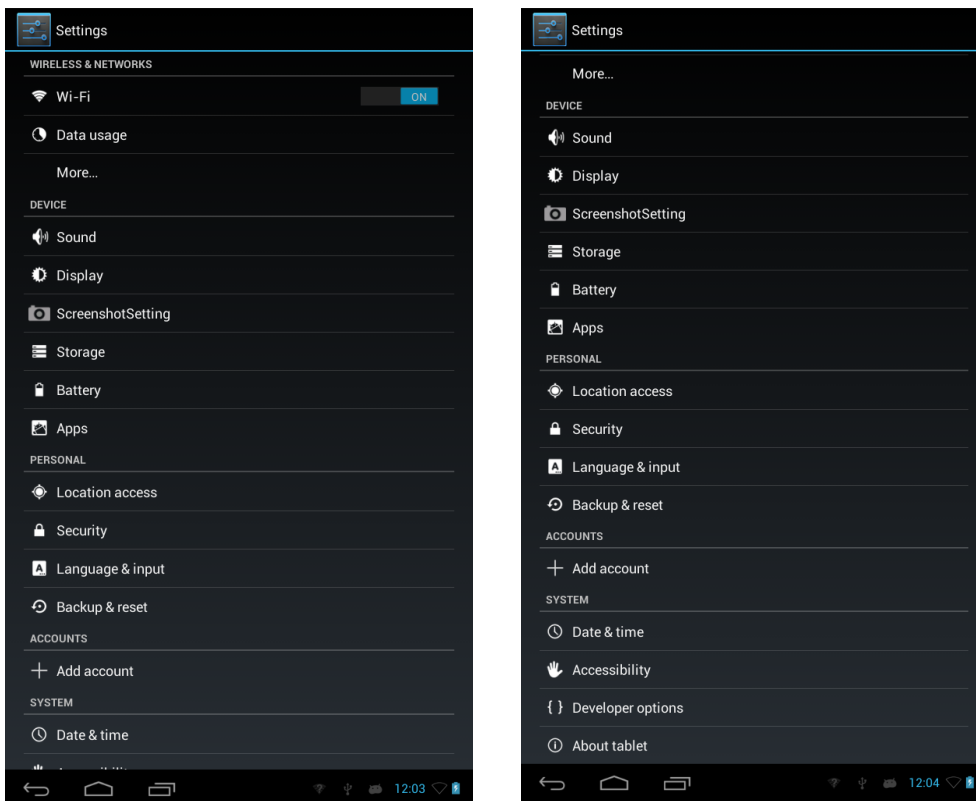 Settings
WIRELESS & NETWORKS
Wi-Fi ON
Data usage
More...
DEVICE
Sound
Display
ScreenshotSetting
Storage
Battery
Apps
PERSONAL
Location access
Security
Language & input
Backup & reset
ACCOUNTS
Add account
SYSTEM
Date & time
12:03
Settings
More...
DEVICE
Sound
Display
ScreenshotSetting
Storage
Battery
Apps
PERSONAL
Location access
Security
Language & input
Backup & reset
ACCOUNTS
Add account
SYSTEM
Date & time
Accessibility
Developer options
About tablet
12:04